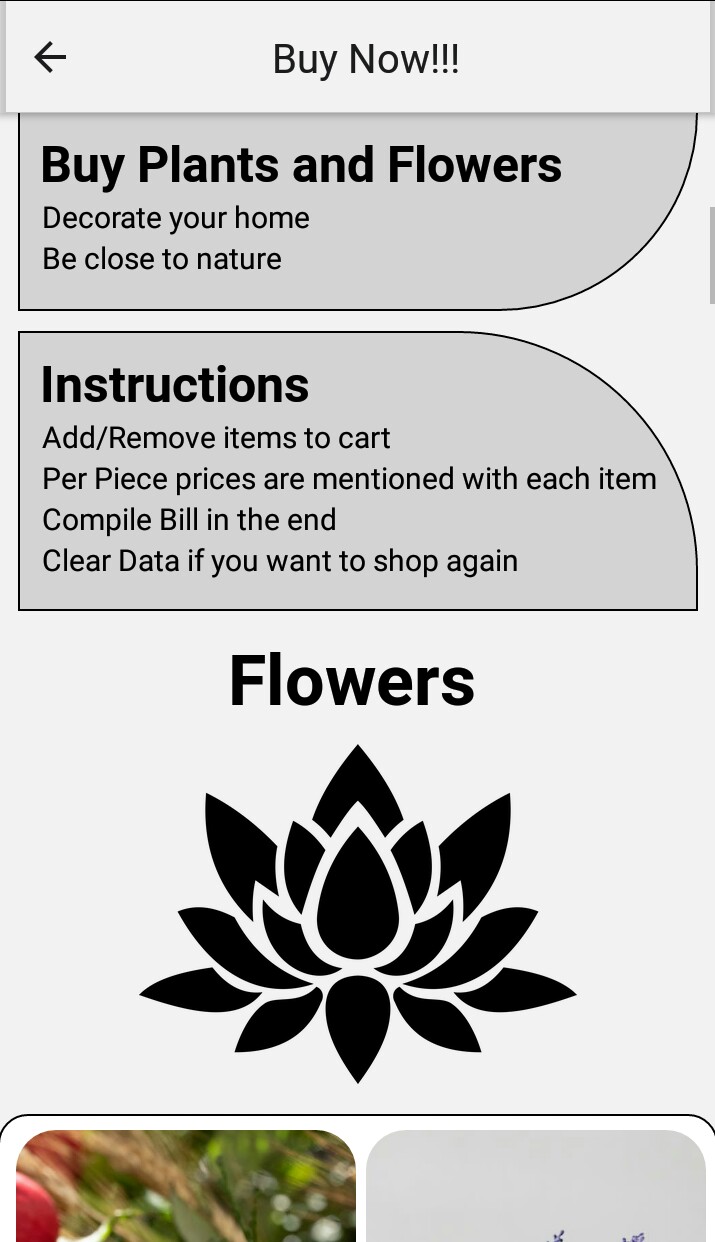 Buy Now!!!
Buy Plants and Flowers
Decorate your home
Be close to nature
Instructions
Add/Remove items to cart
Per Piece prices are mentioned with each item
Compile Bill in the end
Clear Data if you want to shop again
Flowers